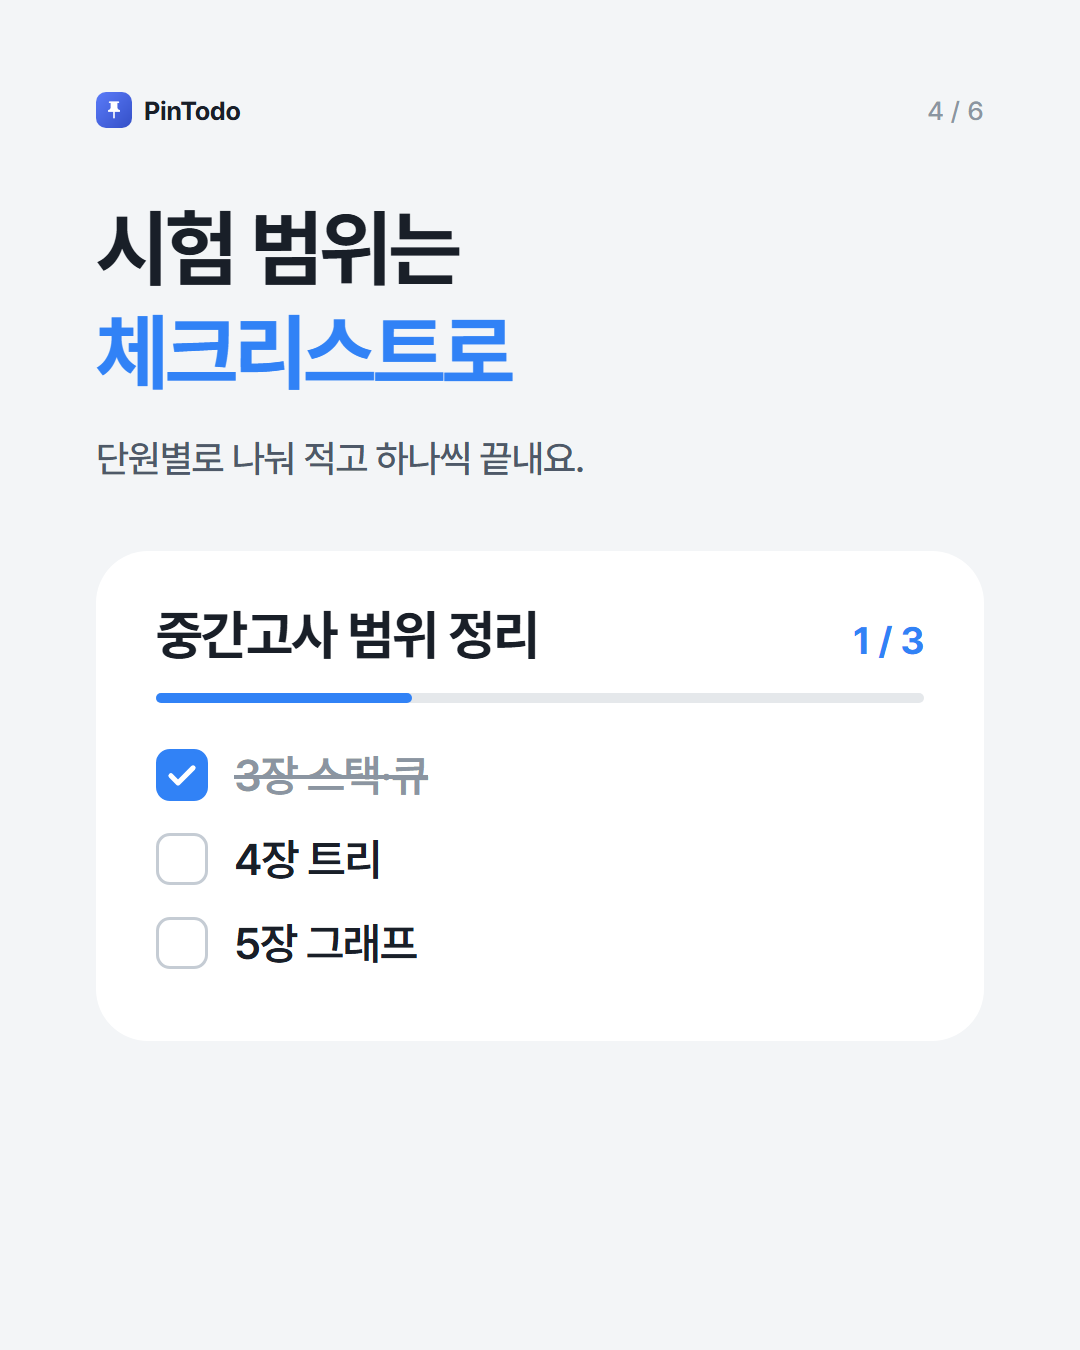 PinTodo
4 / 6
시험 범위는
체크리스트로
단원별로 나눠 적고 하나씩 끝내요.
중간고사 범위 정리
1 / 3
3장 스택·큐
4장 트리
5장 그래프